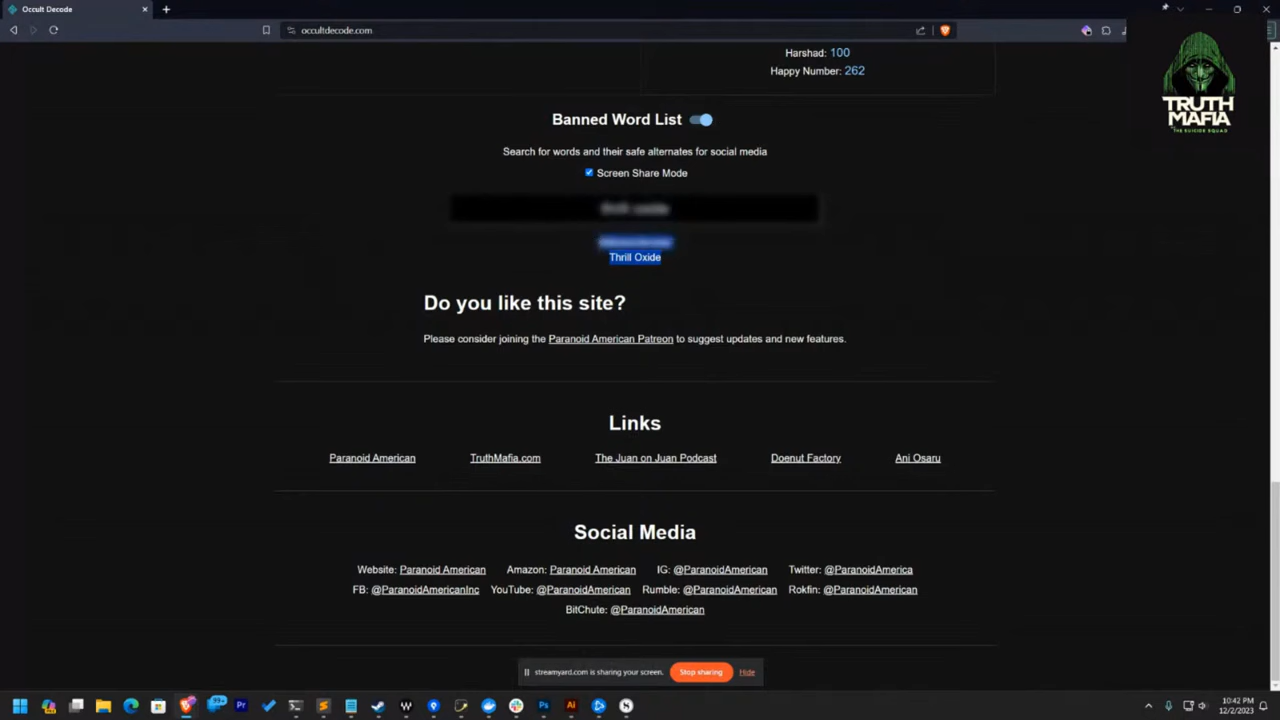 Occult Decode
occultdecode.com
Harshad: 100
Happy Number: 262
TRUTH
MAFIA
THE SUICIDE SQUAD
Banned Word List
Search for words and their safe alternates for social media
Screen Share Mode
Thrill Oxide
Do you like this site?
Please consider joining the Paranoid American Patreon to suggest updates and new features.
Links
Paranoid American TruthMafia.com The Juan on Juan Podcast Doenut Factory Ani Osaru
Social Media
Website: Paranoid American Amazon: Paranoid American IG: @ParanoidAmerican Twitter: @ParanoidAmerica
FB: @ParanoidAmericanInc YouTube: @ParanoidAmerican Rumble: @ParanoidAmerican Rokfin: @ParanoidAmerican
BitChute: @ParanoidAmerican
streamyard.com is sharing your screen. Stop sharing Hide
99+
10:42 PM
12/2/2023